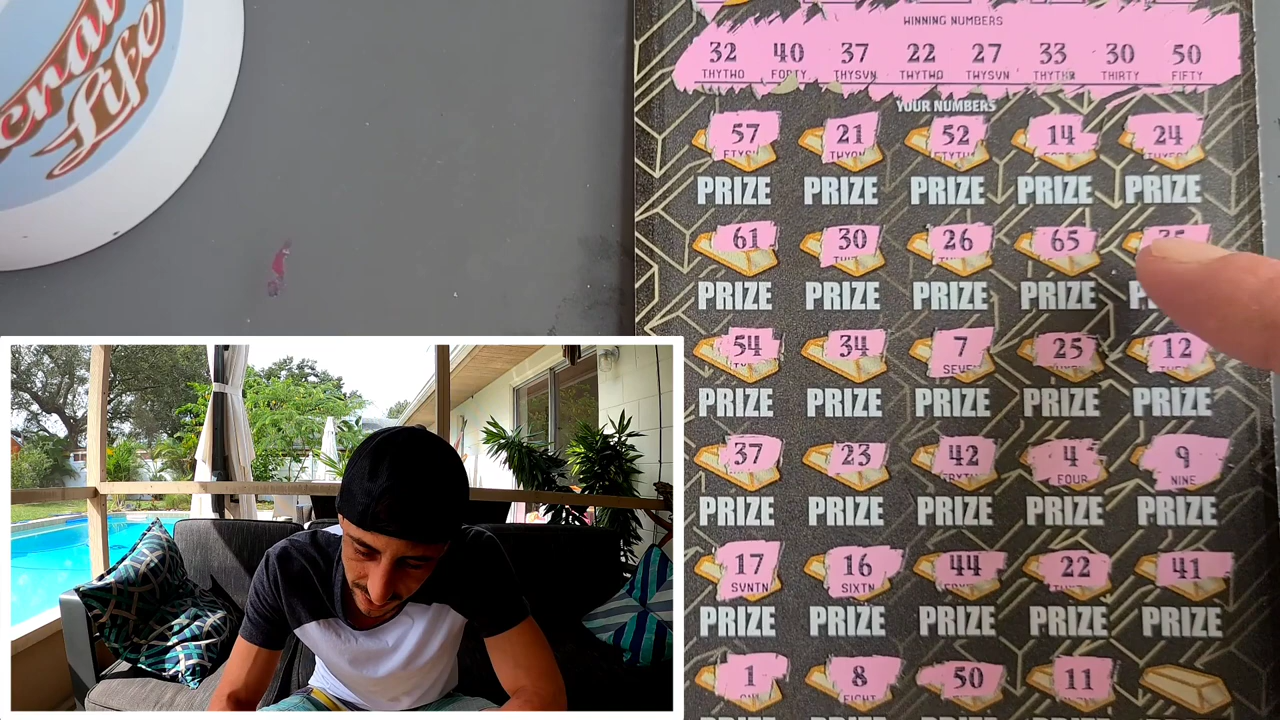 Life
WINNING NUMBERS
32 40 37 22 27 33 30 50
THYTWO FORTY THYSVN TWYTWO TWYSVN THYTHR THIRTY FIFTY
YOUR NUMBERS
57 21 52 14 24
PRIZE PRIZE PRIZE PRIZE PRIZE
61 30 26 65
PRIZE PRIZE PRIZE PRIZE
54 34 7 25 12
SEVEN
PRIZE PRIZE PRIZE PRIZE PRIZE
37 23 42 4 9
FOUR NINE
PRIZE PRIZE PRIZE PRIZE PRIZE
17 16 44 22 41
SVNTN SIXTN
PRIZE PRIZE PRIZE PRIZE PRIZE
1 8 50 11
EIGHT